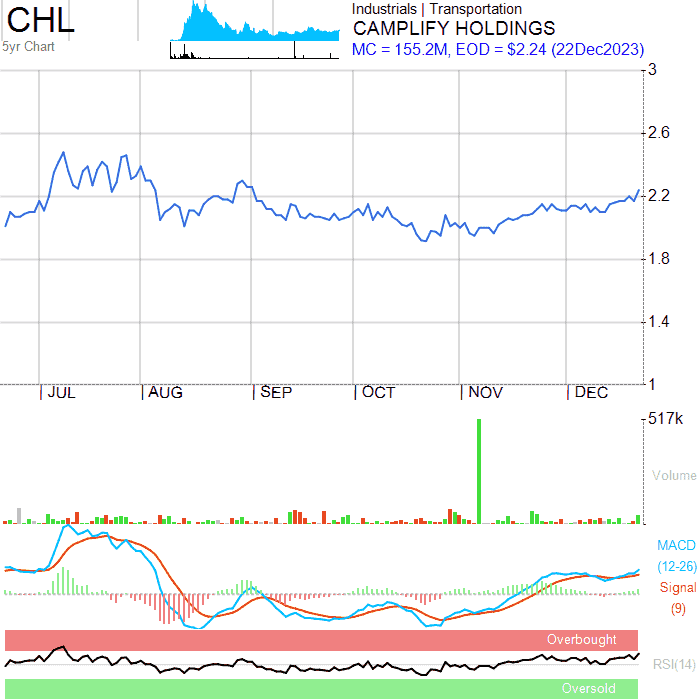 CHL
5yr Chart
Industrials | Transportation
CAMPLIFY HOLDINGS
MC = 155.2M, EOD = $2.24 (22Dec2023)
3
2.6
2.2
1.8
1.4
1
JUL AUG SEP OCT NOV DEC
517k
Volume
MACD
(12-26)
Signal
(9)
Overbought
RSI(14)
Oversold